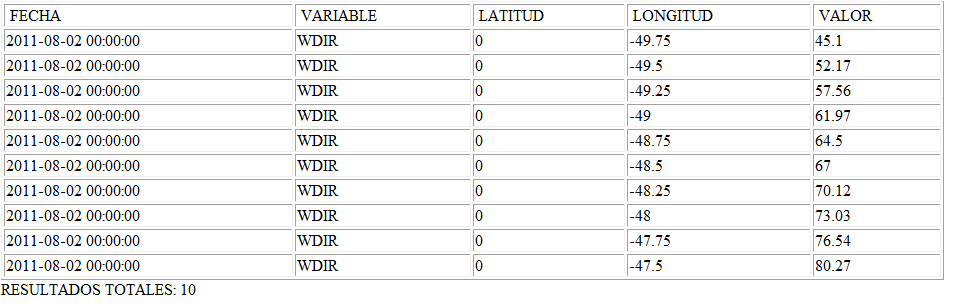 FECHA VARIABLE LATITUD LONGITUD VALOR
2011-08-02 00:00:00 WDIR 0 -49.75 45.1
2011-08-02 00:00:00 WDIR 0 -49.5 52.17
2011-08-02 00:00:00 WDIR 0 -49.25 57.56
2011-08-02 00:00:00 WDIR 0 -49 61.97
2011-08-02 00:00:00 WDIR 0 -48.75 64.5
2011-08-02 00:00:00 WDIR 0 -48.5 67
2011-08-02 00:00:00 WDIR 0 -48.25 70.12
2011-08-02 00:00:00 WDIR 0 -48 73.03
2011-08-02 00:00:00 WDIR 0 -47.75 76.54
2011-08-02 00:00:00 WDIR 0 -47.5 80.27
RESULTADOS TOTALES: 10